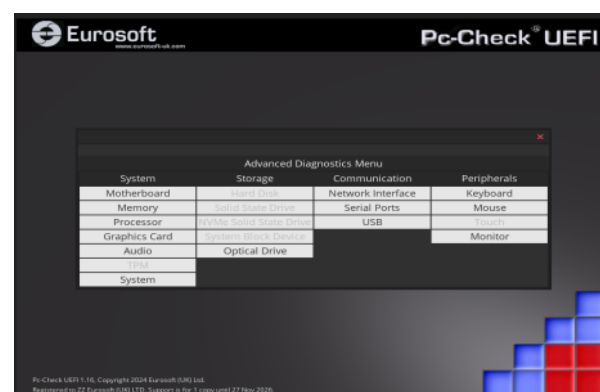 Eurosoft
www.eurosoft-uk.com
Pc-Check® UEFI
×
Advanced Diagnostics Menu
System Storage Communication Peripherals
Motherboard Hard Disk Network Interface Keyboard
Memory Solid State Drive Serial Ports Mouse
Processor NVMe Solid State Drive USB Touch
Graphics Card System Block Device Monitor
Audio Optical Drive
TPM
System
Pc-Check UEFI 1.16, Copyright 2024 Eurosoft (UK) Ltd.
Registered to ZZ Eurosoft (UK) LTD. Support is for 1 copy until 27 Nov 2026.